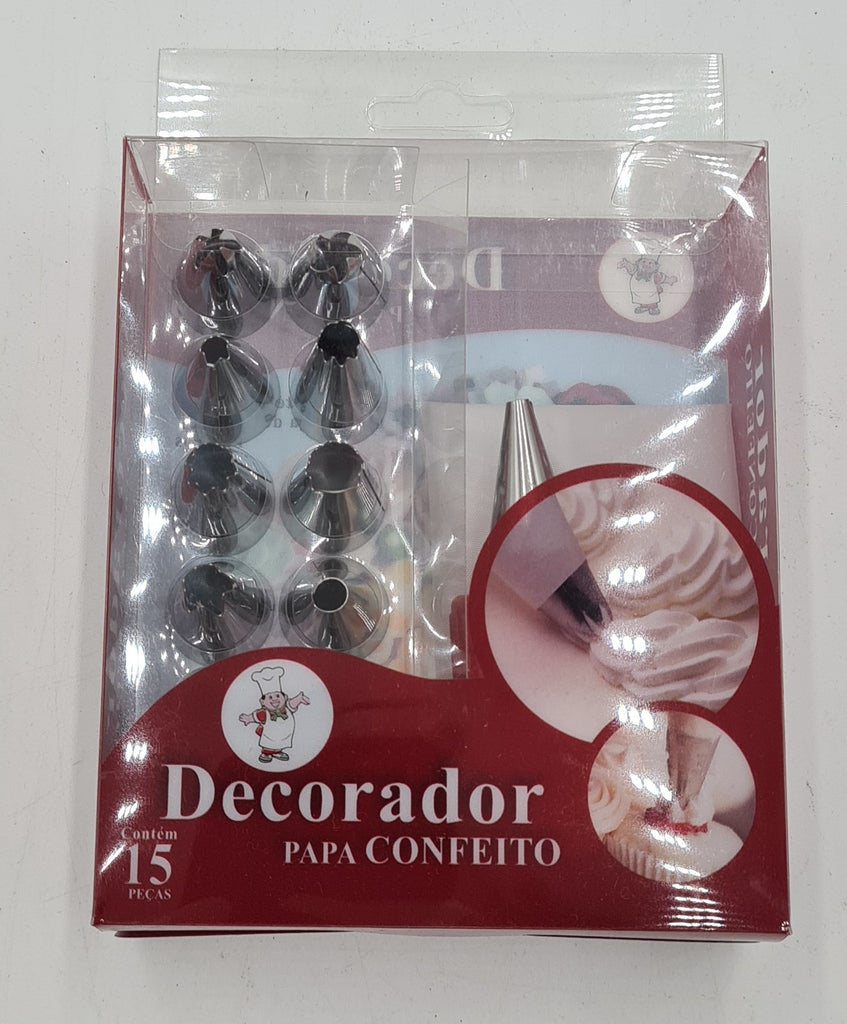 Decorador
PAPA CONFEITO
Contém
15
PEÇAS